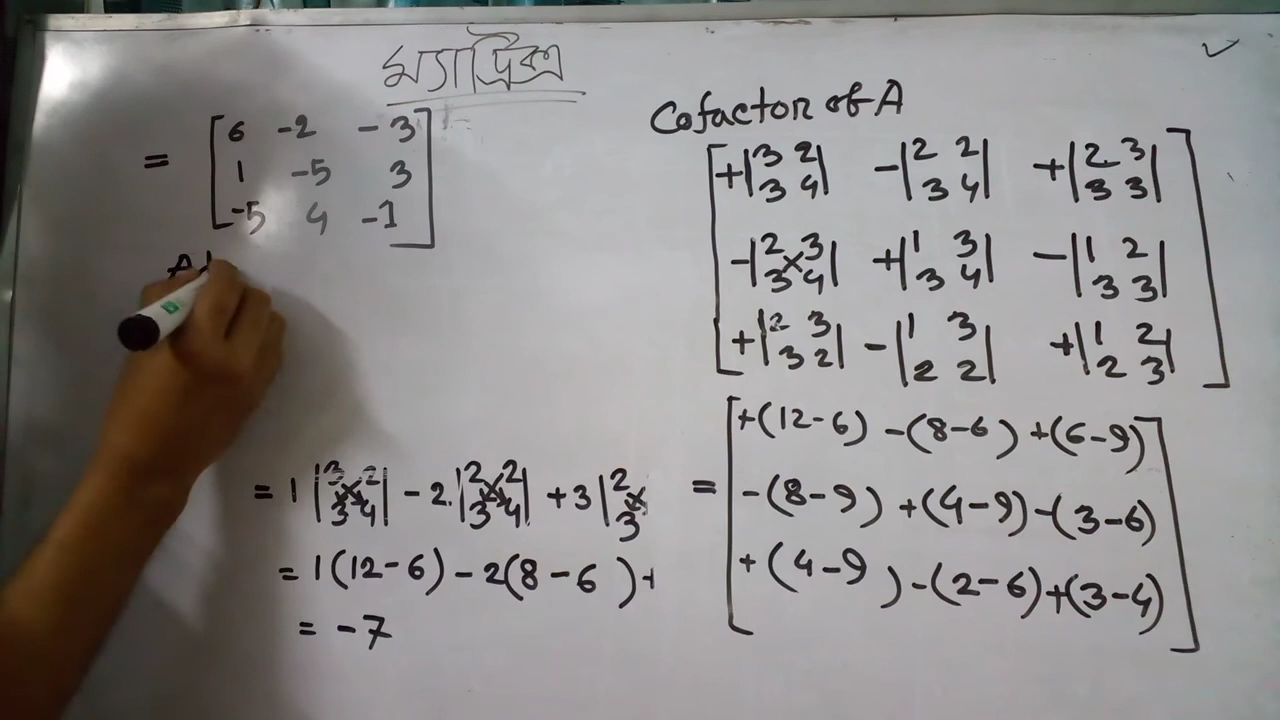 ম্যাট্রিক্স
= [6 -2 -3
1 -5 3
-5 4 -1]
Ad
= 1 |3 2 / 3 4| - 2. |2 2 / 3 4| + 3 |2 / 3
= 1(12-6) - 2(8-6) +
= -7
Cofactor of A
[+|3 2 / 3 4| -|2 2 / 3 4| +|2 3 / 3 3|
-|2 3 / 3 4| +|1 3 / 3 4| -|1 2 / 3 3|
+|2 3 / 3 2| -|1 3 / 2 2| +|1 2 / 2 3|]
= [+(12-6) -(8-6) +(6-9)
-(8-9) +(4-9) -(3-6)
+(4-9) -(2-6) +(3-4)]